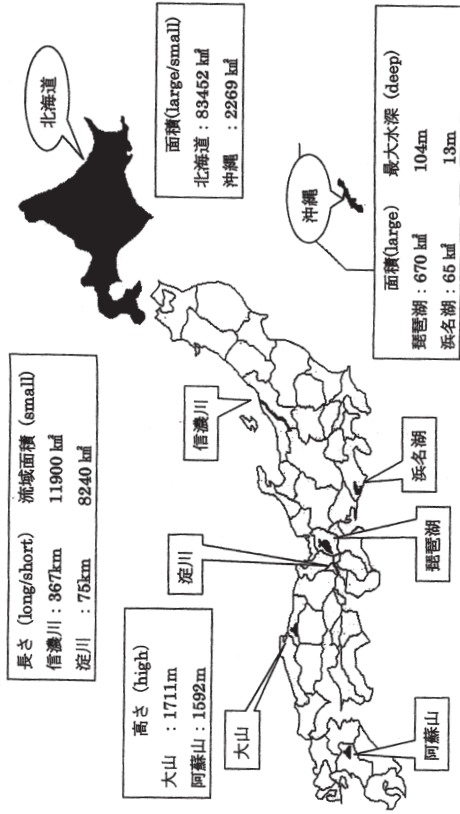 北海道
面積(large/small)
北海道：83452 k㎡
沖縄　：2269 k㎡
長さ (long/short)　流域面積 (small)
信濃川：367km　11900 k㎡
淀川　：75km　8240 k㎡
信濃川
沖縄
面積(large)　最大水深 (deep)
琵琶湖：670 k㎡　104m
浜名湖：65 k㎡　13m
淀川
浜名湖
琵琶湖
高さ (high)
大山　：1711m
阿蘇山：1592m
大山
阿蘇山